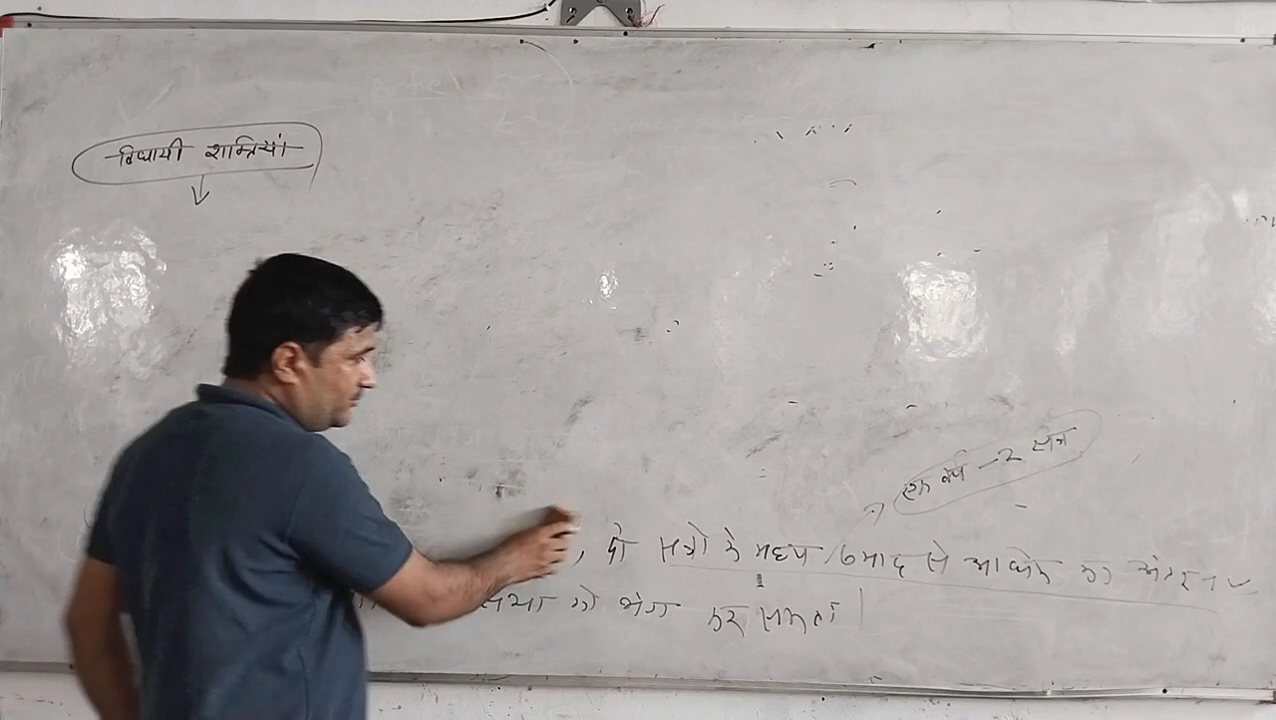 विधायी शक्तियां
एक वर्ष - 2 सत्र
, दो सत्रो के मध्य 6 माह से अधिक का अंतर न
सभा को भंग कर सकता